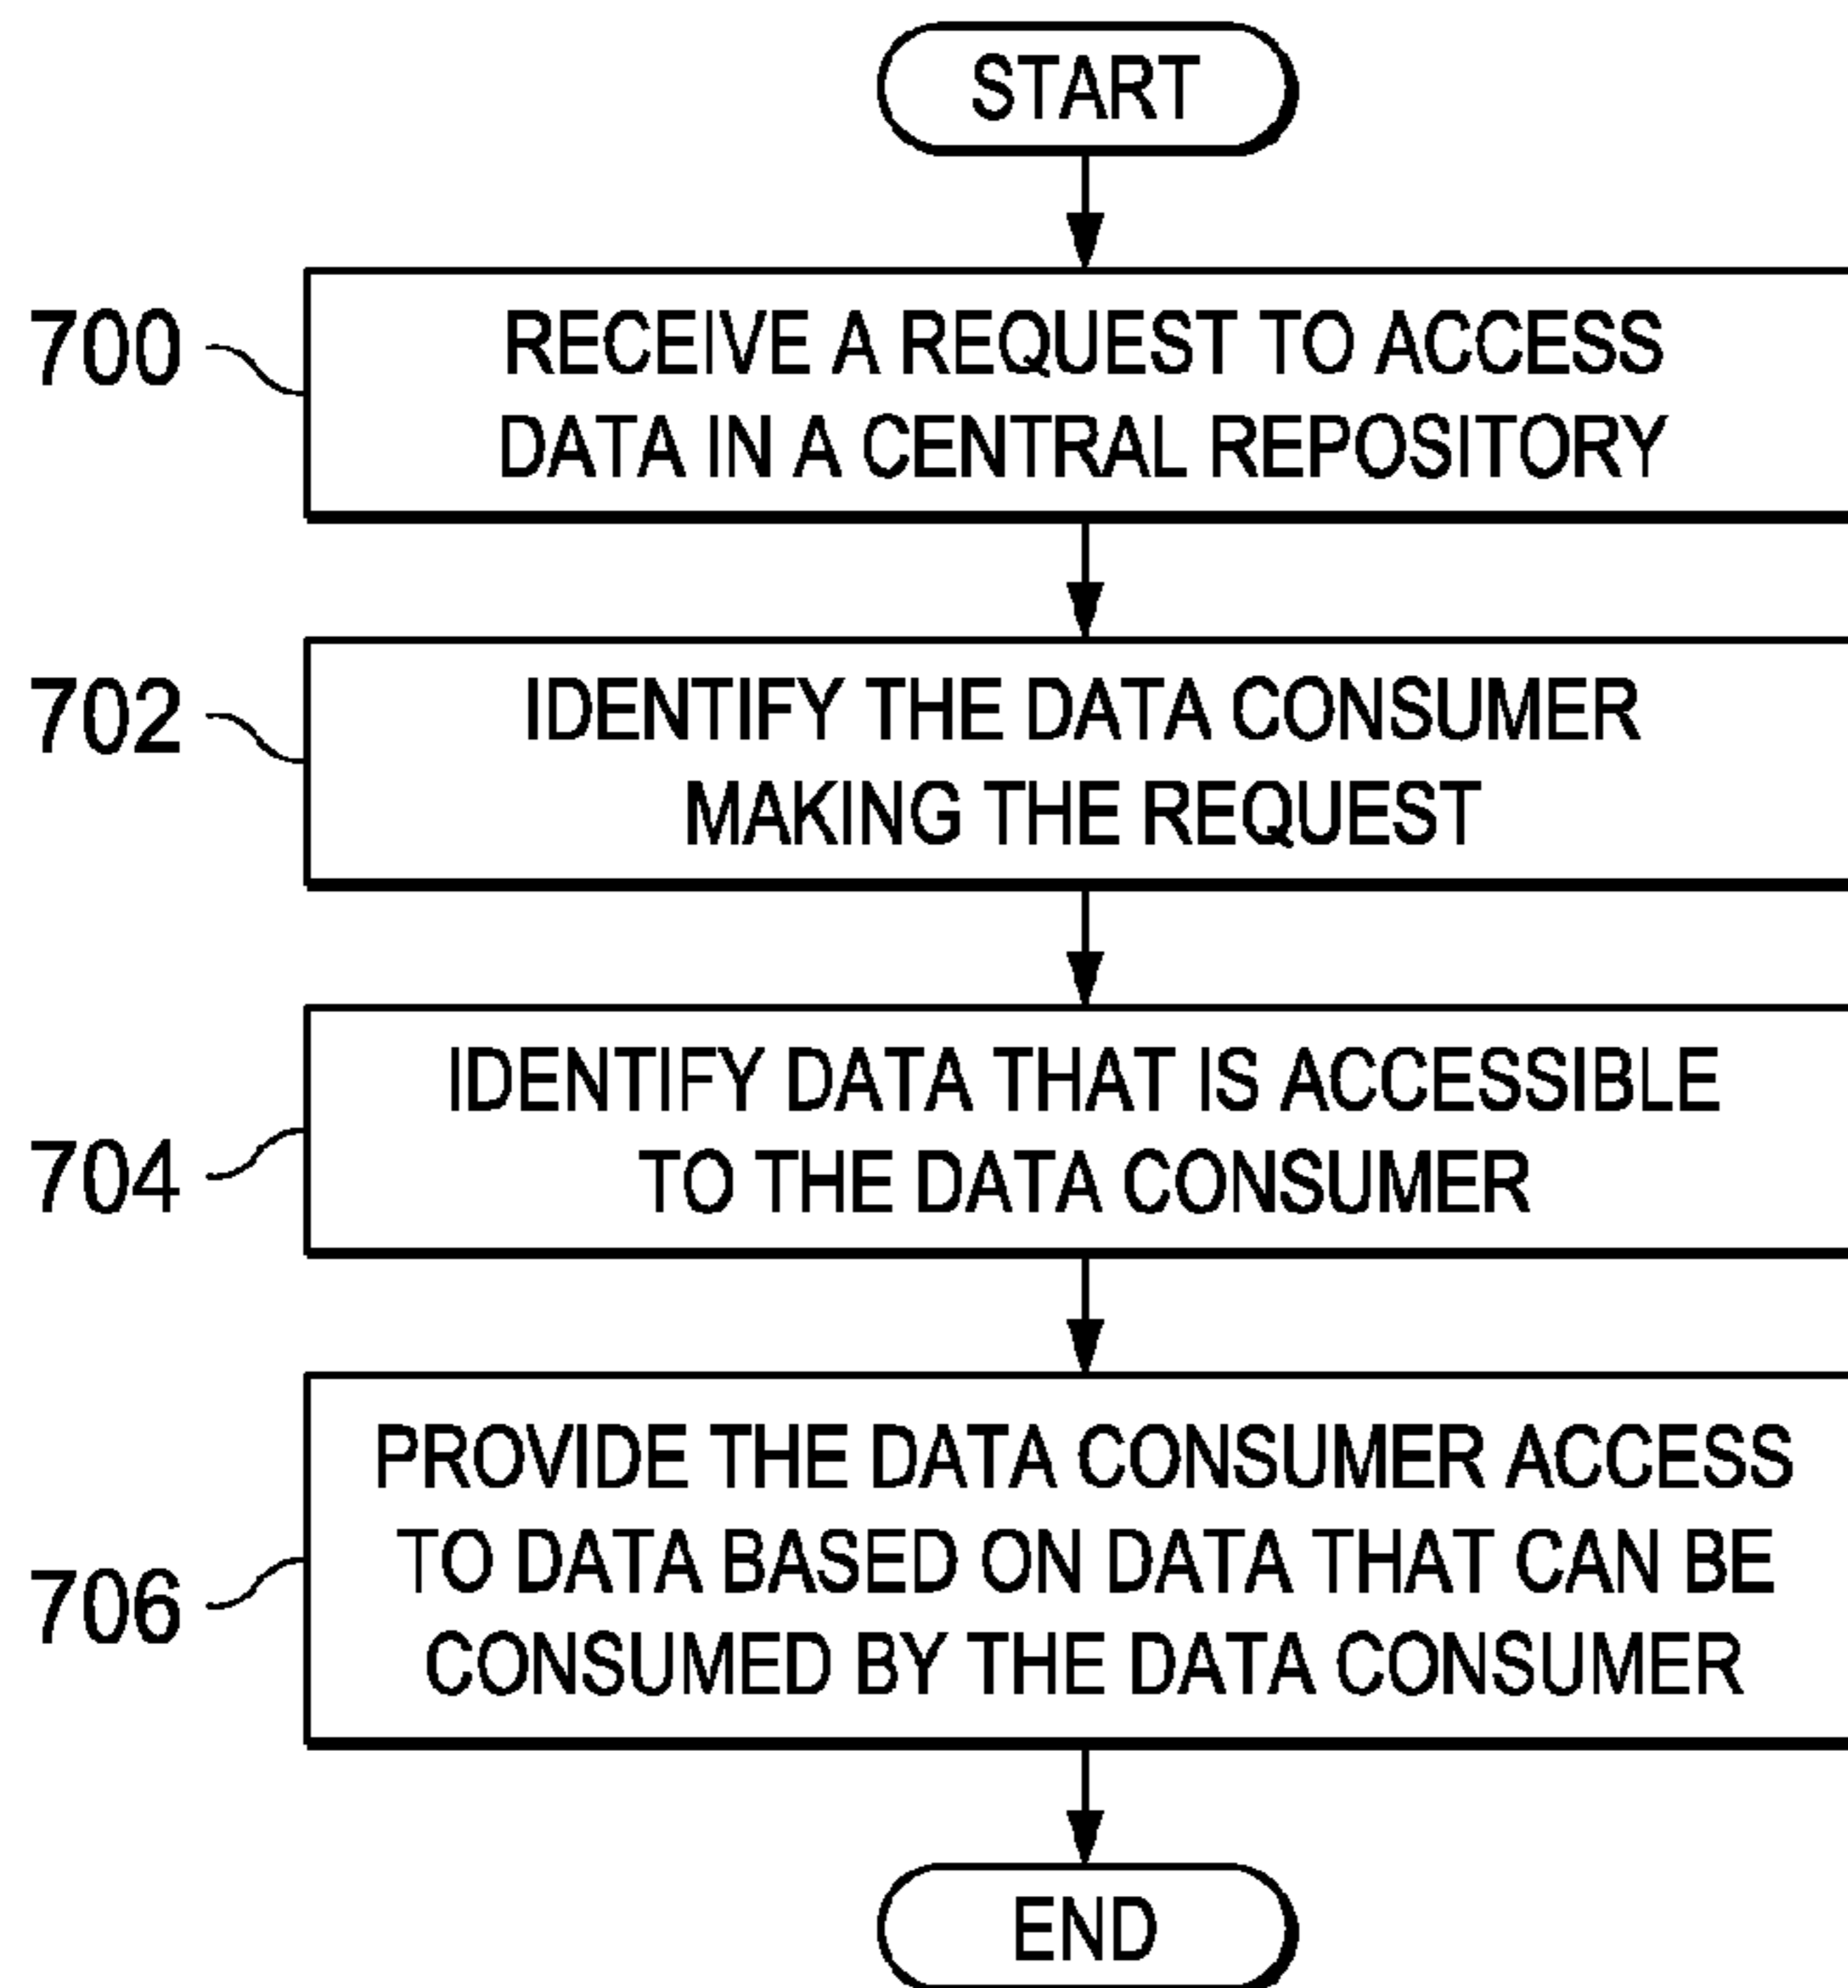 START
700
RECEIVE A REQUEST TO ACCESS
DATA IN A CENTRAL REPOSITORY
702
IDENTIFY THE DATA CONSUMER
MAKING THE REQUEST
704
IDENTIFY DATA THAT IS ACCESSIBLE
TO THE DATA CONSUMER
706
PROVIDE THE DATA CONSUMER ACCESS
TO DATA BASED ON DATA THAT CAN BE
CONSUMED BY THE DATA CONSUMER
END